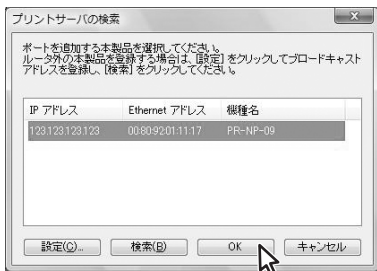 プリントサーバの検索
ポートを追加する本製品を選択してください。
ルータ外の本製品を登録する場合は、[設定]をクリックしてブロードキャスト
アドレスを登録し、[検索]をクリックしてください。
IP アドレス Ethernet アドレス 機種名
123.123.123.123 00:80:92:01:11:17 PR-NP-09
設定(C)... 検索(B) OK キャンセル